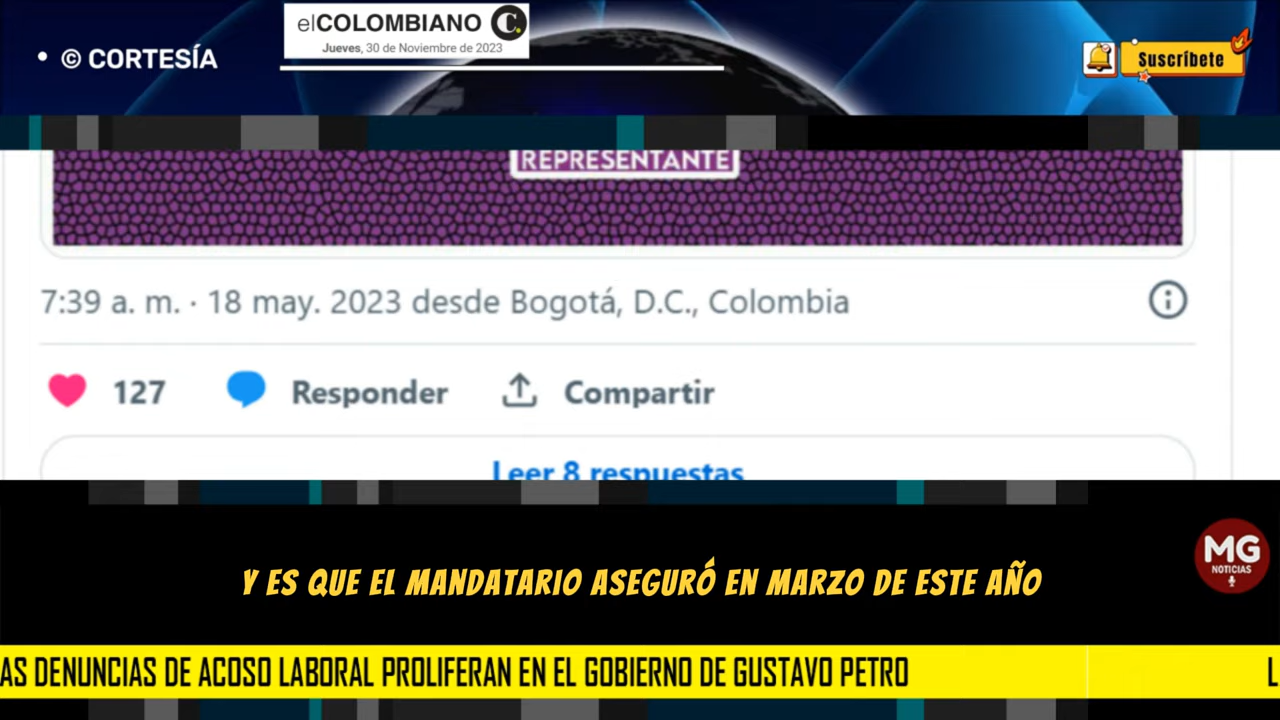 • © CORTESÍA
elCOLOMBIANO
Jueves, 30 de Noviembre de 2023
Suscríbete
REPRESENTANTE
7:39 a. m. · 18 may. 2023 desde Bogotá, D.C., Colombia
127 Responder Compartir
Leer 8 respuestas
MG
NOTICIAS
Y ES QUE EL MANDATARIO ASEGURÓ EN MARZO DE ESTE AÑO
AS DENUNCIAS DE ACOSO LABORAL PROLIFERAN EN EL GOBIERNO DE GUSTAVO PETRO L